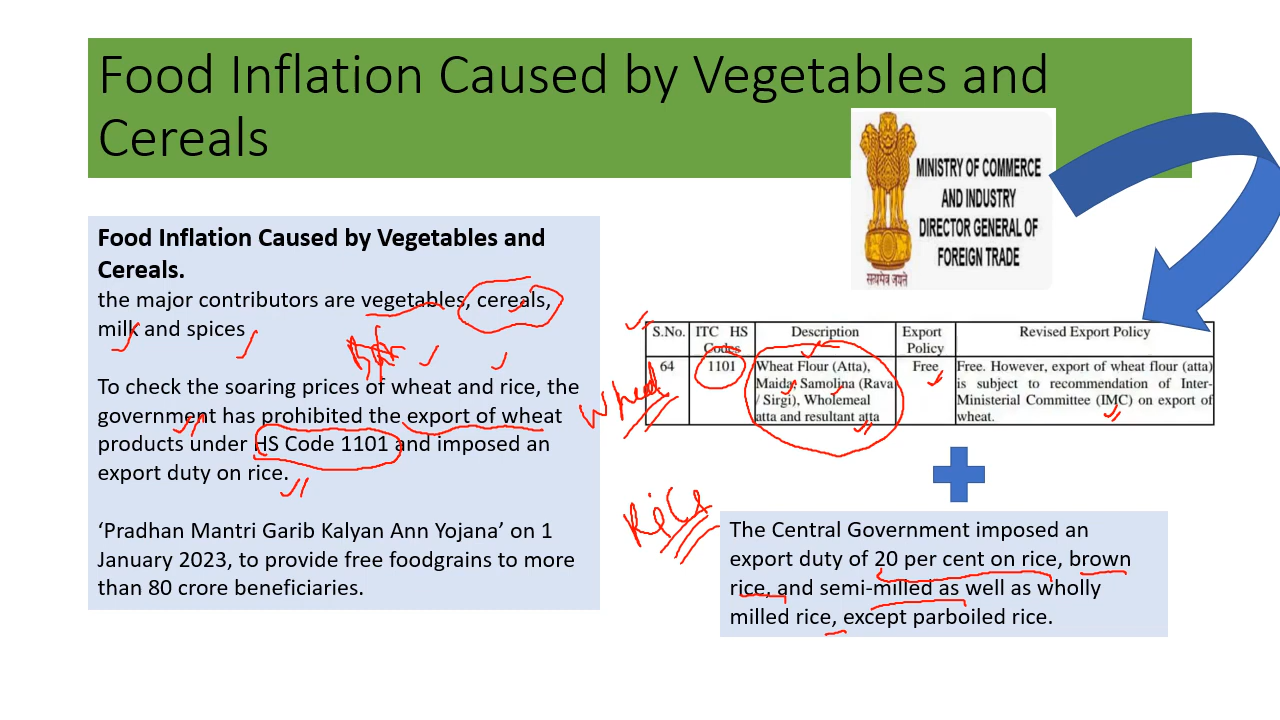 Food Inflation Caused by Vegetables and
Cereals
MINISTRY OF COMMERCE
AND INDUSTRY
DIRECTOR GENERAL OF
FOREIGN TRADE
सत्यमेव जयते
Food Inflation Caused by Vegetables and
Cereals.
the major contributors are vegetables, cereals,
milk and spices
To check the soaring prices of wheat and rice, the
government has prohibited the export of wheat
products under HS Code 1101 and imposed an
export duty on rice.
‘Pradhan Mantri Garib Kalyan Ann Yojana’ on 1
January 2023, to provide free foodgrains to more
than 80 crore beneficiaries.
Wheat
S.No. ITC HS Codes Description Export Policy Revised Export Policy
64 1101 Wheat Flour (Atta), Free Free. However, export of wheat flour (atta)
Maida, Samolina (Rava is subject to recommendation of Inter-
/ Sirgi), Wholemeal Ministerial Committee (IMC) on export of
atta and resultant atta wheat.
Rice
The Central Government imposed an
export duty of 20 per cent on rice, brown
rice, and semi-milled as well as wholly
milled rice, except parboiled rice.